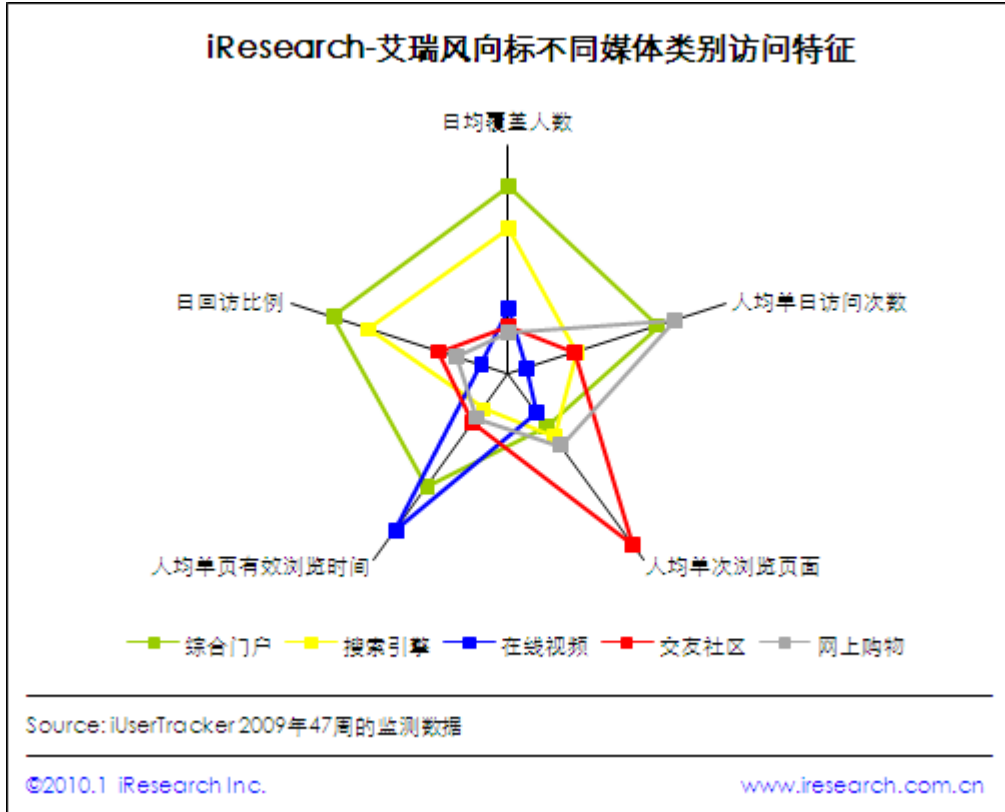 iResearch-艾瑞风向标不同媒体类别访问特征
日均覆盖人数
日回访比例
人均单日访问次数
人均单页有效浏览时间
人均单次浏览页面
综合门户 搜索引擎 在线视频 交友社区 网上购物
Source: iUserTracker 2009年47周的监测数据
©2010.1 iResearch Inc. www.iresearch.com.cn